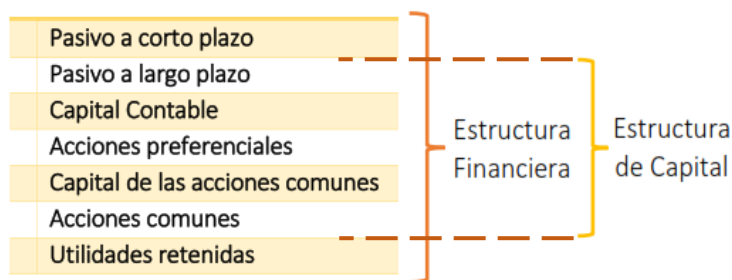 Pasivo a corto plazo
Pasivo a largo plazo
Capital Contable
Acciones preferenciales
Capital de las acciones comunes
Acciones comunes
Utilidades retenidas
Estructura
Financiera
Estructura
de Capital